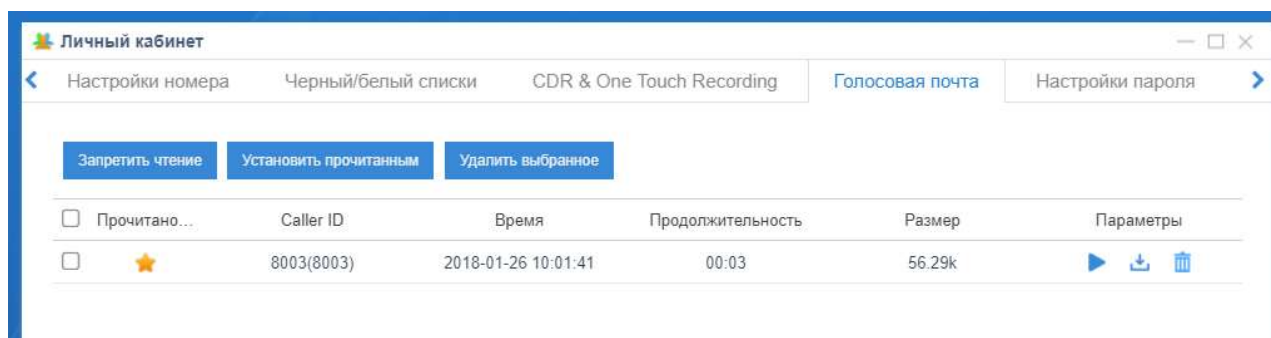 Личный кабинет
Настройки номера Черный/белый списки CDR & One Touch Recording Голосовая почта Настройки пароля
Запретить чтение Установить прочитанным Удалить выбранное
Прочитано... Caller ID Время Продолжительность Размер Параметры
8003(8003) 2018-01-26 10:01:41 00:03 56.29k